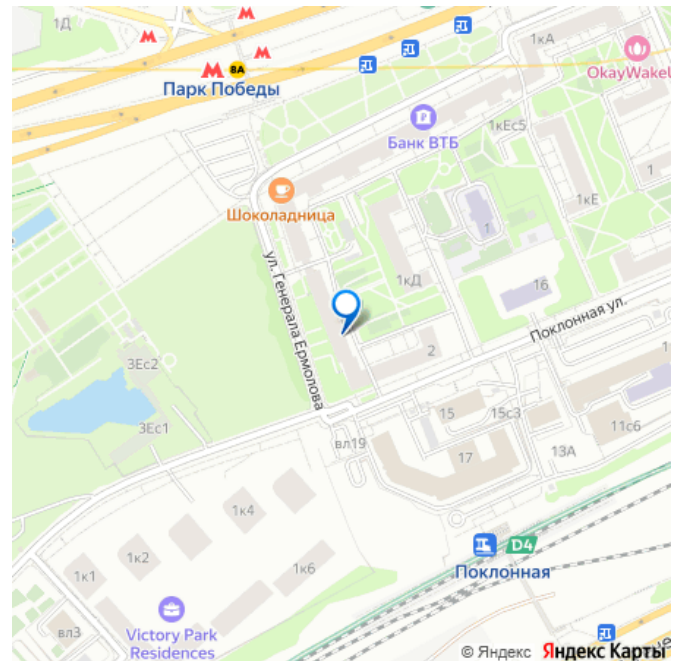 1Д
М
М
М
М
8А
Парк Победы
1кА
OkayWakeU
Банк ВТБ
1кЕс5
1
Шоколадница
1кЕ
1
1кД
16
ул. Генерала Ермолова
Поклонная ул.
3Ес2
2
3Ес1
15
15с3
11с6
вл19
17
13А
1к4
1к2
1к6
1к1
D4
Поклонная
вл3
Victory Park
Residences
© Яндекс Яндекс Карты